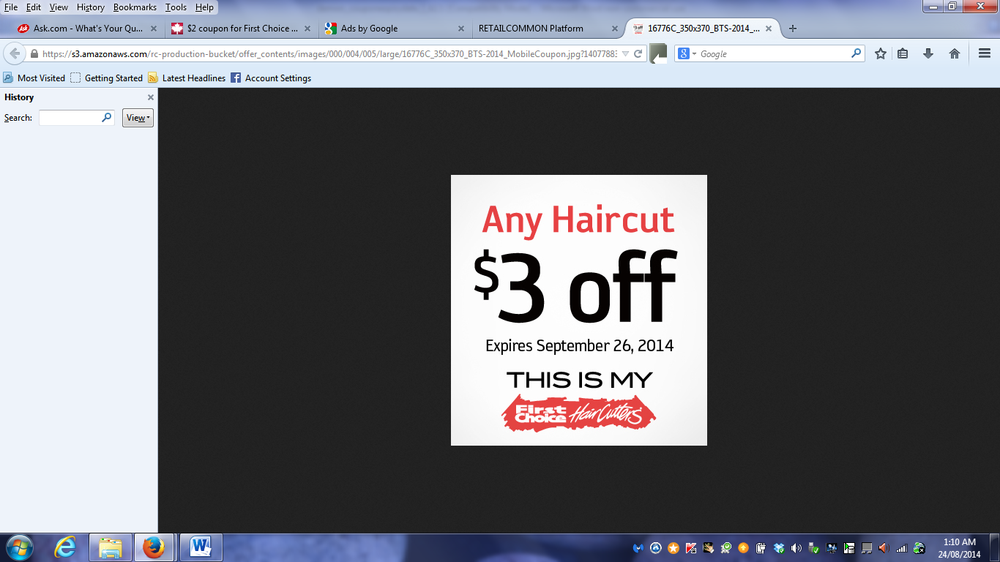 File Edit View History Bookmarks Tools Help
Ask.com - What's Your Qu... $2 coupon for First Choice ... Ads by Google RETAILCOMMON Platform 16776C_350x370_BTS-2014_...
https://s3.amazonaws.com/rc-production-bucket/offer_contents/images/000/004/005/large/16776C_350x370_BTS-2014_MobileCoupon.jpg?14077883 Google
Most Visited Getting Started Latest Headlines Account Settings
History
Search: View
Any Haircut
$3 off
Expires September 26, 2014
THIS IS MY
First Choice HairCutters
1:10 AM
24/08/2014